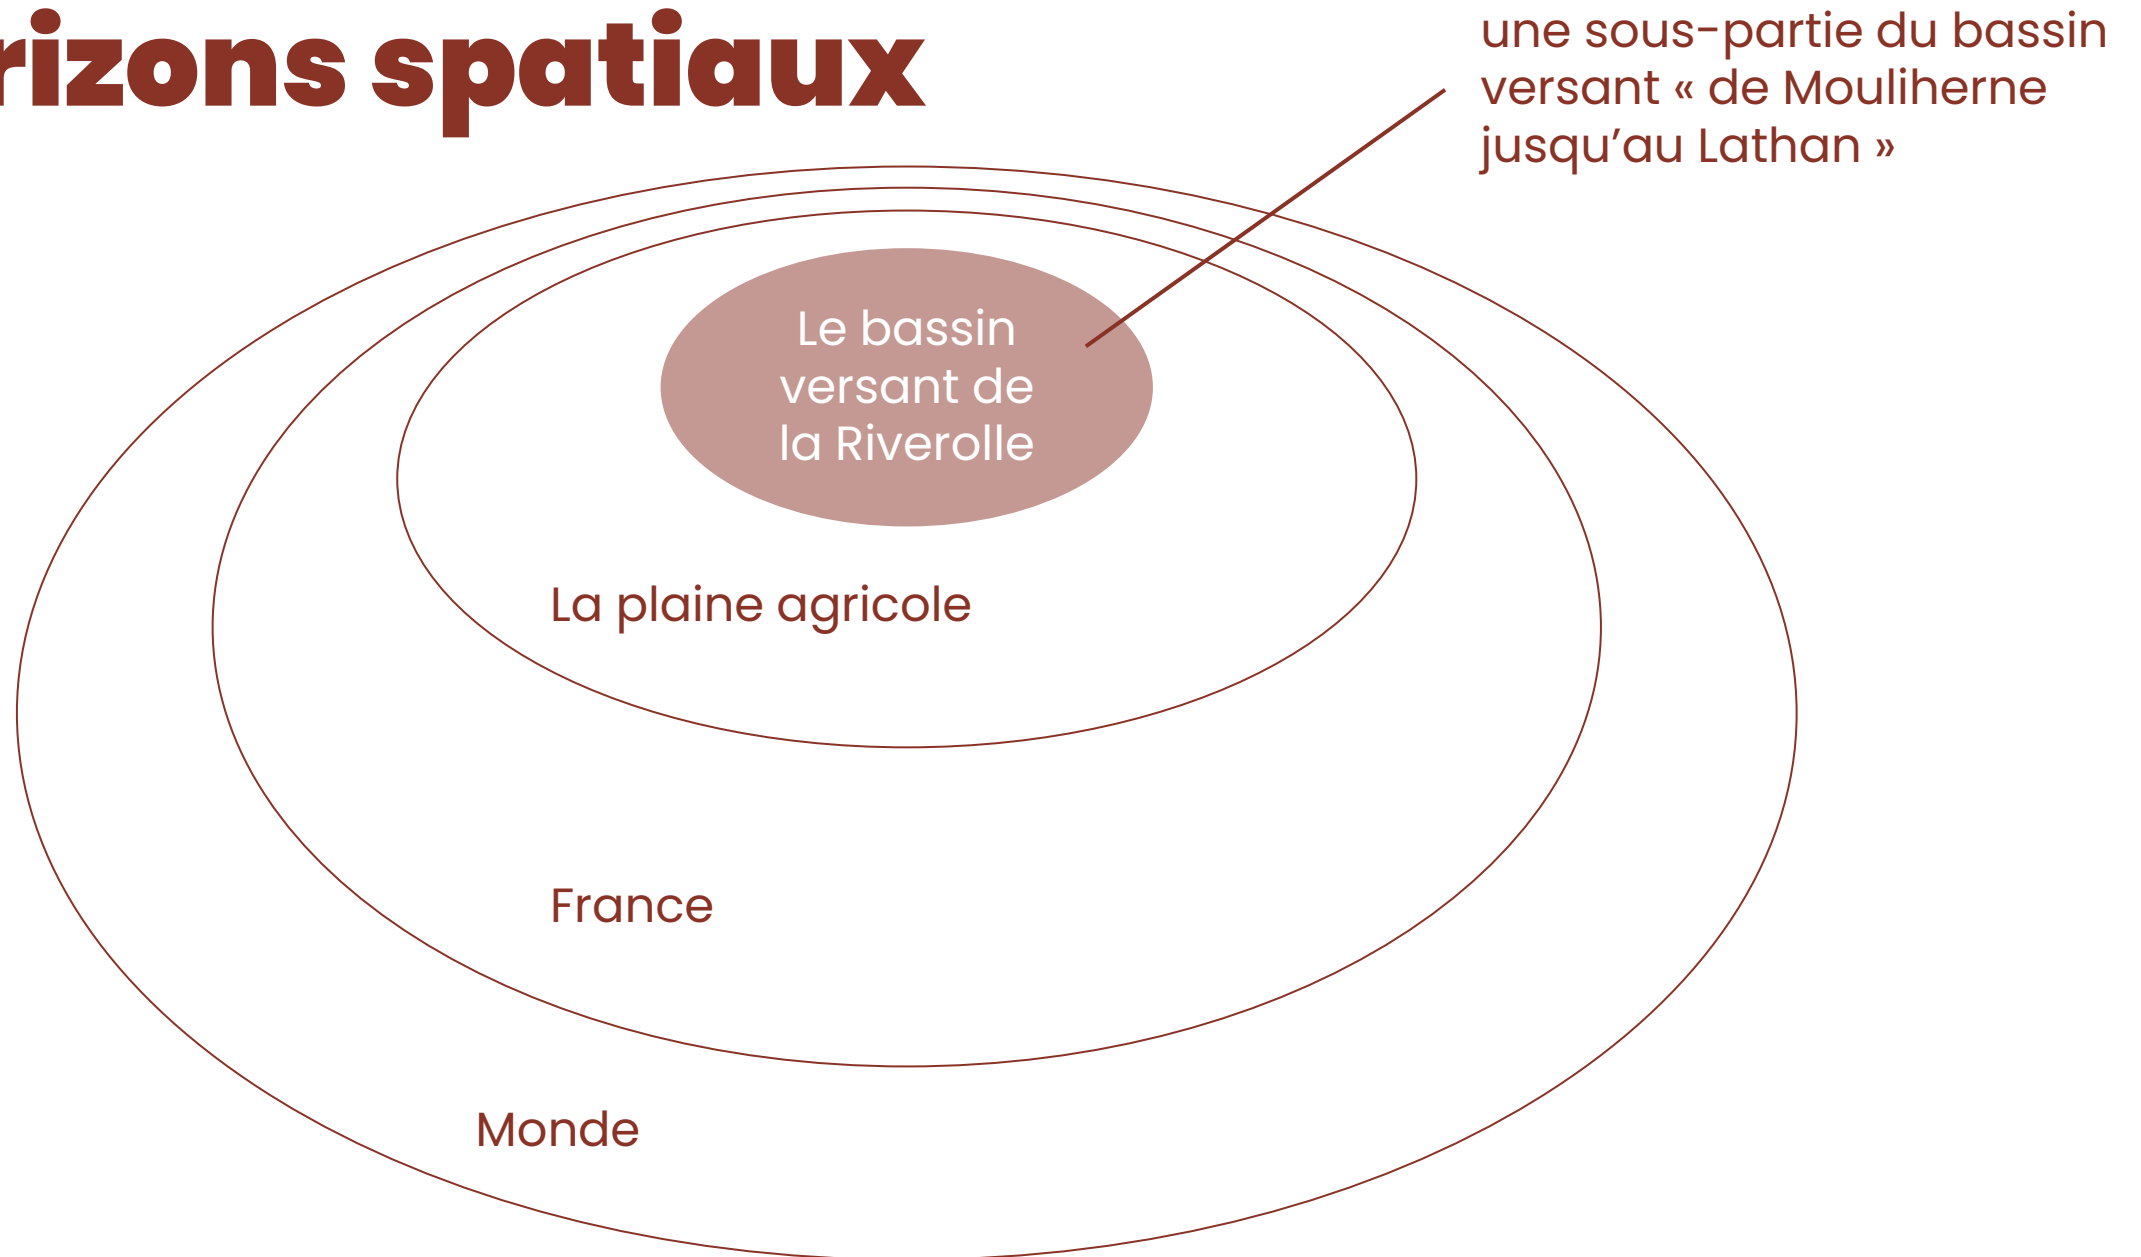 rizons spatiaux
une sous-partie du bassin
versant « de Mouliherne
jusqu’au Lathan »
Le bassin
versant de
la Riverolle
La plaine agricole
France
Monde